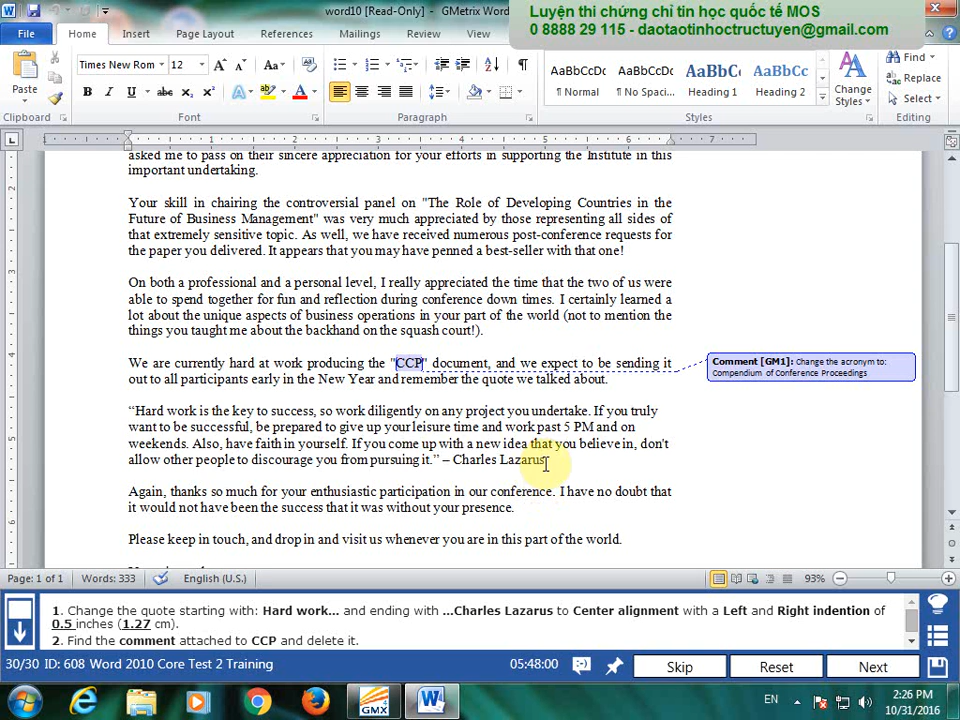 word10 [Read-Only] - GMetrix Word
Luyện thi chứng chỉ tin học quốc tế MOS
0 8888 29 115 - daotaotinhoctructuyen@gmail.com
File Home Insert Page Layout References Mailings Review View
Times New Rom 12 Aa
AaBbCcDc AaBbCcDc AaBbC AaBbCc
Paste
B I U abc X₂ X² A ab A
¶ Normal ¶ No Spaci... Heading 1 Heading 2
Change Styles
Find
Replace
Select
Clipboard Font Paragraph Styles Editing
1 2 3 4 5 6 7
asked me to pass on their sincere appreciation for your efforts in supporting the Institute in this
important undertaking.
Your skill in chairing the controversial panel on "The Role of Developing Countries in the
Future of Business Management" was very much appreciated by those representing all sides of
that extremely sensitive topic. As well, we have received numerous post-conference requests for
the paper you delivered. It appears that you may have penned a best-seller with that one!
On both a professional and a personal level, I really appreciated the time that the two of us were
able to spend together for fun and reflection during conference down times. I certainly learned a
lot about the unique aspects of business operations in your part of the world (not to mention the
things you taught me about the backhand on the squash court!).
We are currently hard at work producing the "CCP" document, and we expect to be sending it
out to all participants early in the New Year and remember the quote we talked about.
Comment [GM1]: Change the acronym to:
Compendium of Conference Proceedings
“Hard work is the key to success, so work diligently on any project you undertake. If you truly
want to be successful, be prepared to give up your leisure time and work past 5 PM and on
weekends. Also, have faith in yourself. If you come up with a new idea that you believe in, don't
allow other people to discourage you from pursuing it.” – Charles Lazarus
Again, thanks so much for your enthusiastic participation in our conference. I have no doubt that
it would not have been the success that it was without your presence.
Please keep in touch, and drop in and visit us whenever you are in this part of the world.
Page: 1 of 1 Words: 333 English (U.S.) 93%
1. Change the quote starting with: Hard work... and ending with ...Charles Lazarus to Center alignment with a Left and Right indention of
0.5 inches (1.27 cm).
2. Find the comment attached to CCP and delete it.
30/30 ID: 608 Word 2010 Core Test 2 Training 05:48:00 Skip Reset Next
GMX
EN
2:26 PM
10/31/2016